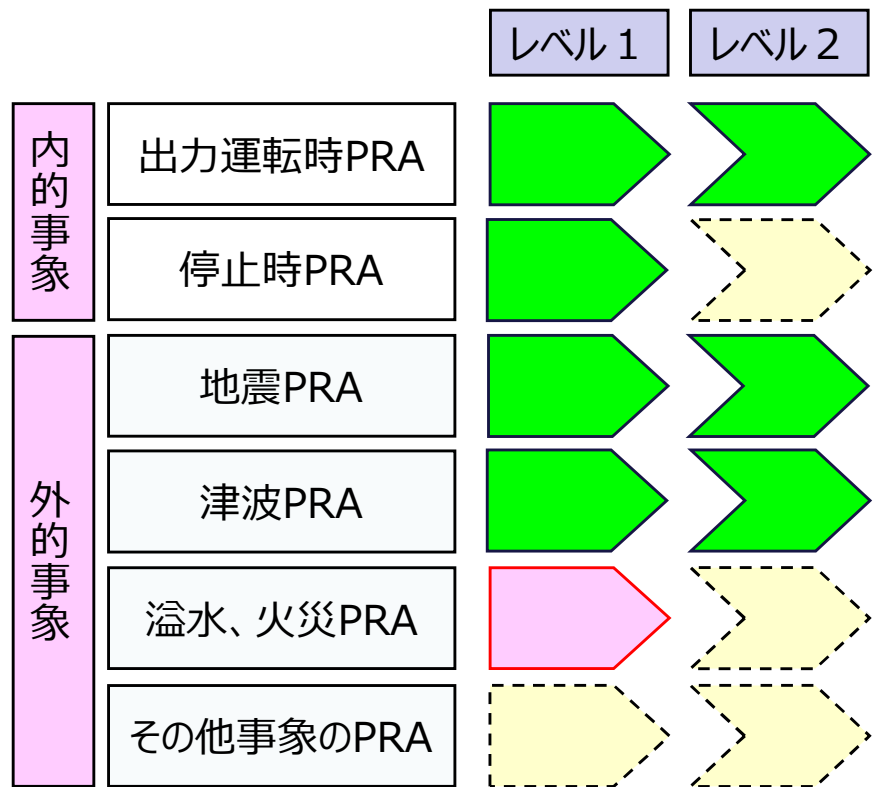 レベル１
レベル２
内的事象
出力運転時PRA
停止時PRA
外的事象
地震PRA
津波PRA
溢水、火災PRA
その他事象のPRA